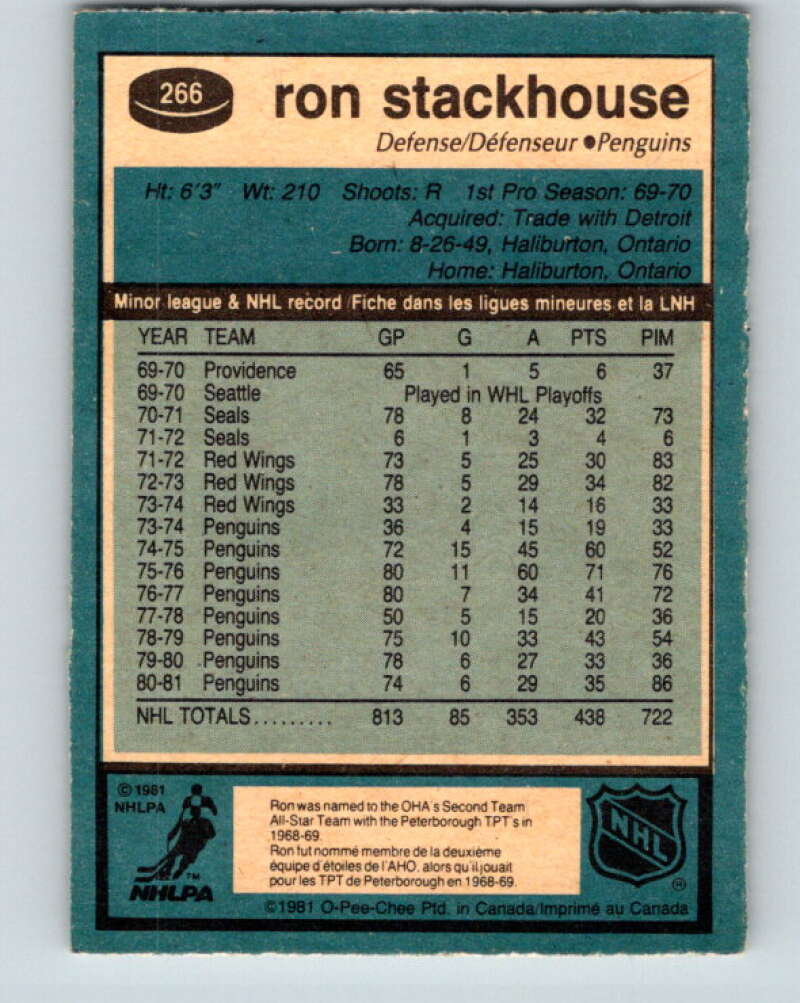 266
ron stackhouse
Defense/Défenseur ●Penguins
Ht: 6'3" Wt: 210 Shoots: R 1st Pro Season: 69-70
Acquired: Trade with Detroit
Born: 8-26-49, Haliburton, Ontario
Home: Haliburton, Ontario
Minor league & NHL record/Fiche dans les ligues mineures et la LNH
YEAR TEAM GP G A PTS PIM
69-70 Providence 65 1 5 6 37
69-70 Seattle Played in WHL Playoffs
70-71 Seals 78 8 24 32 73
71-72 Seals 6 1 3 4 6
71-72 Red Wings 73 5 25 30 83
72-73 Red Wings 78 5 29 34 82
73-74 Red Wings 33 2 14 16 33
73-74 Penguins 36 4 15 19 33
74-75 Penguins 72 15 45 60 52
75-76 Penguins 80 11 60 71 76
76-77 Penguins 80 7 34 41 72
77-78 Penguins 50 5 15 20 36
78-79 Penguins 75 10 33 43 54
79-80 Penguins 78 6 27 33 36
80-81 Penguins 74 6 29 35 86
NHL TOTALS......... 813 85 353 438 722
© 1981
NHLPA
TM
NHLPA
Ron was named to the OHA's Second Team
All-Star Team with the Peterborough TPT's in
1968-69.
Ron fut nommé membre de la deuxième
équipe d'étoiles de l'AHO, alors qu'il jouait
pour les TPT de Peterborough en 1968-69.
NHL
®
©1981 O-Pee-Chee Ptd. in Canada/Imprimé au Canada